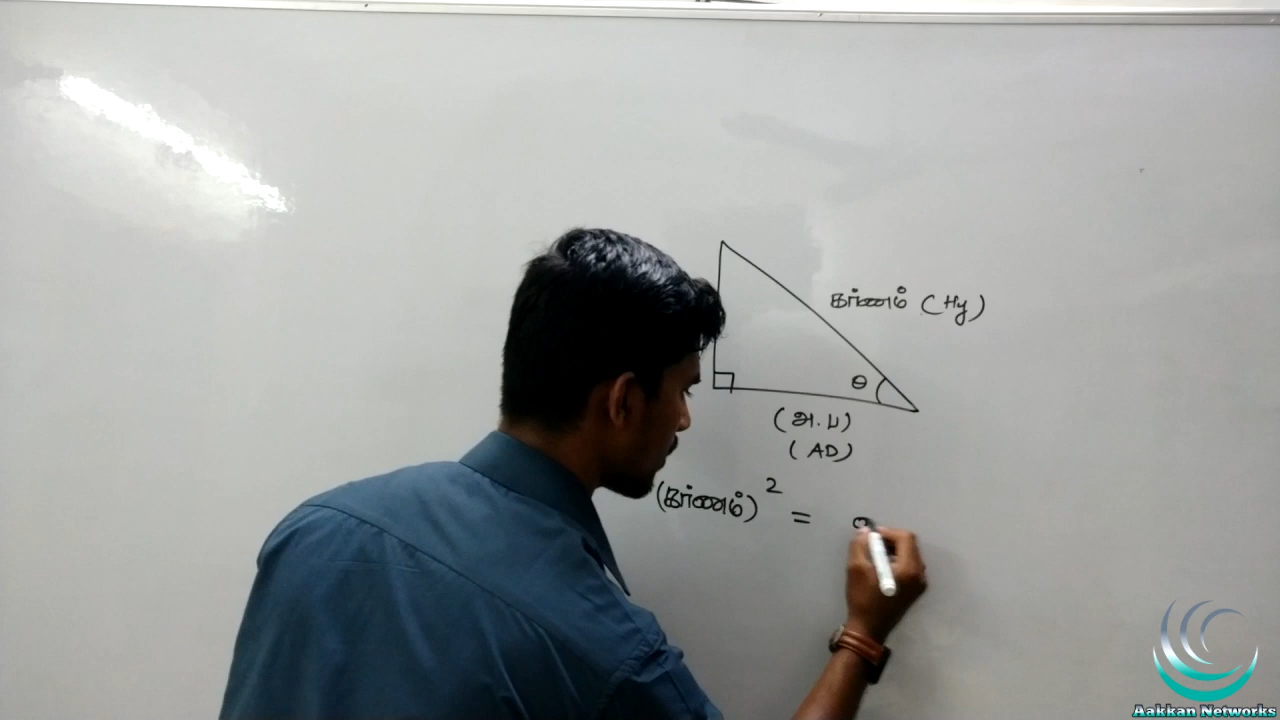 கர்ணம் (Hy)
θ
(அ.ப)
(AD)
(கர்ணம்)² =
Aakkan Networks